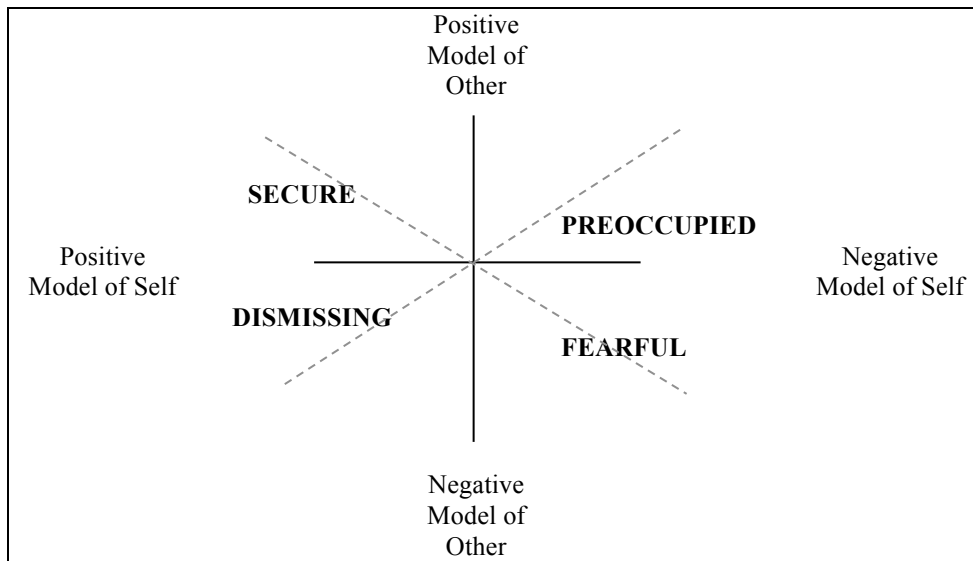 Positive
Model of
Other
SECURE
PREOCCUPIED
Positive
Model of Self
Negative
Model of Self
DISMISSING
FEARFUL
Negative
Model of
Other